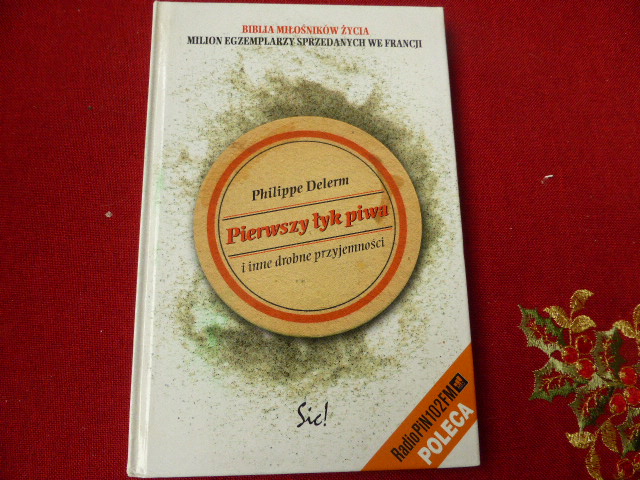 BIBLIA MIŁOŚNIKÓW ŻYCIA
MILION EGZEMPLARZY SPRZEDANYCH WE FRANCJI
Philippe Delerm
Pierwszy łyk piwa
i inne drobne przyjemności
Sic!
RadioPiN102FM
POLECA